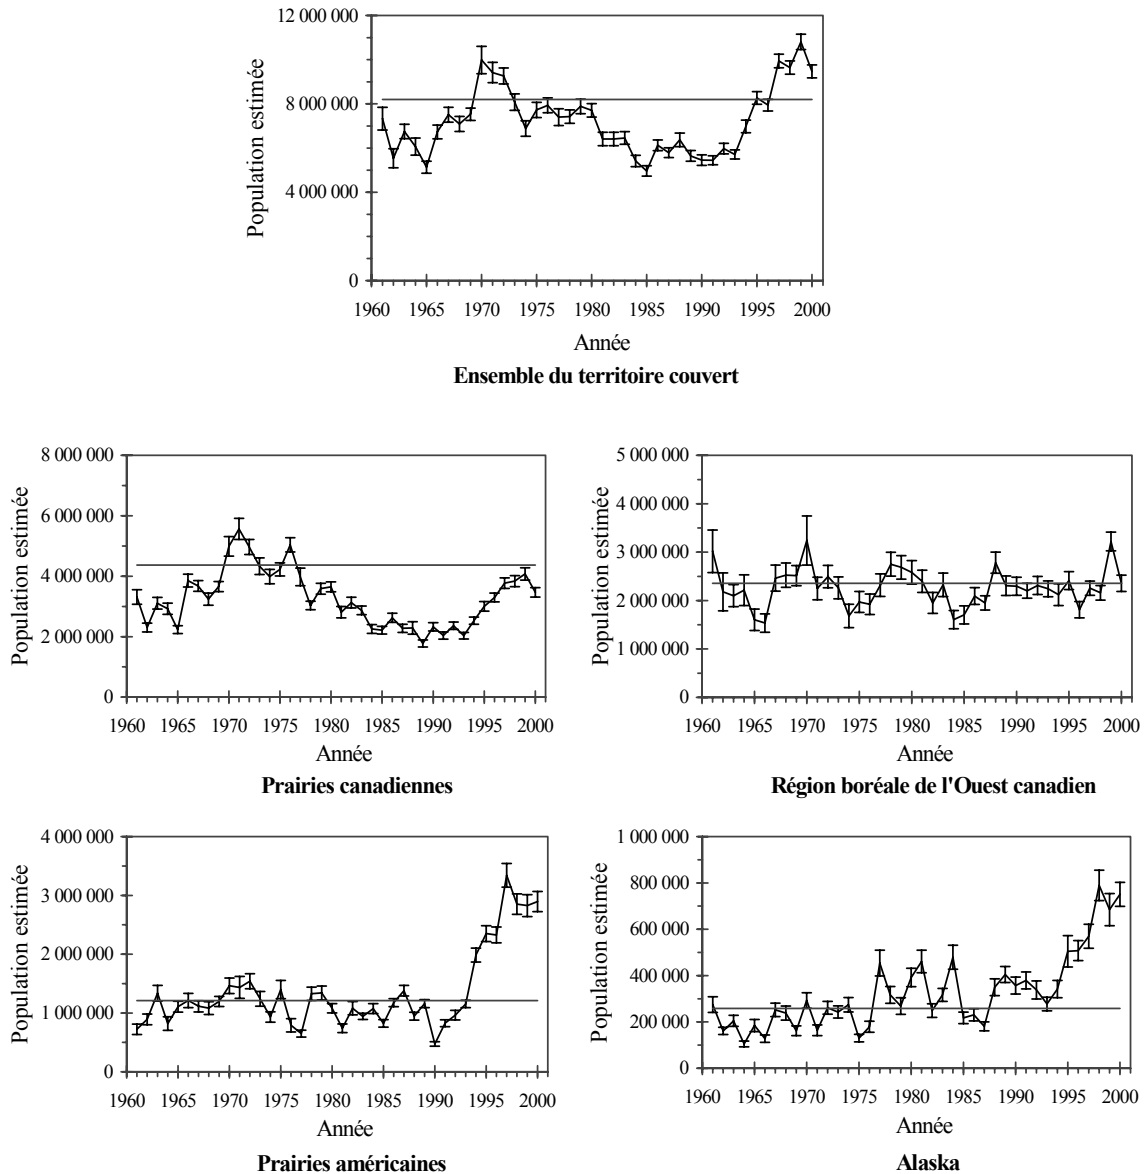 12 000 000
8 000 000
4 000 000
0
Population estimée
1960 1965 1970 1975 1980 1985 1990 1995 2000
Année
Ensemble du territoire couvert
8 000 000
6 000 000
4 000 000
2 000 000
0
Population estimée
1960 1965 1970 1975 1980 1985 1990 1995 2000
Année
Prairies canadiennes
5 000 000
4 000 000
3 000 000
2 000 000
1 000 000
0
Population estimée
1960 1965 1970 1975 1980 1985 1990 1995 2000
Année
Région boréale de l'Ouest canadien
4 000 000
3 000 000
2 000 000
1 000 000
0
Population estimée
1960 1965 1970 1975 1980 1985 1990 1995 2000
Année
Prairies américaines
1 000 000
800 000
600 000
400 000
200 000
0
Population estimée
1960 1965 1970 1975 1980 1985 1990 1995 2000
Année
Alaska